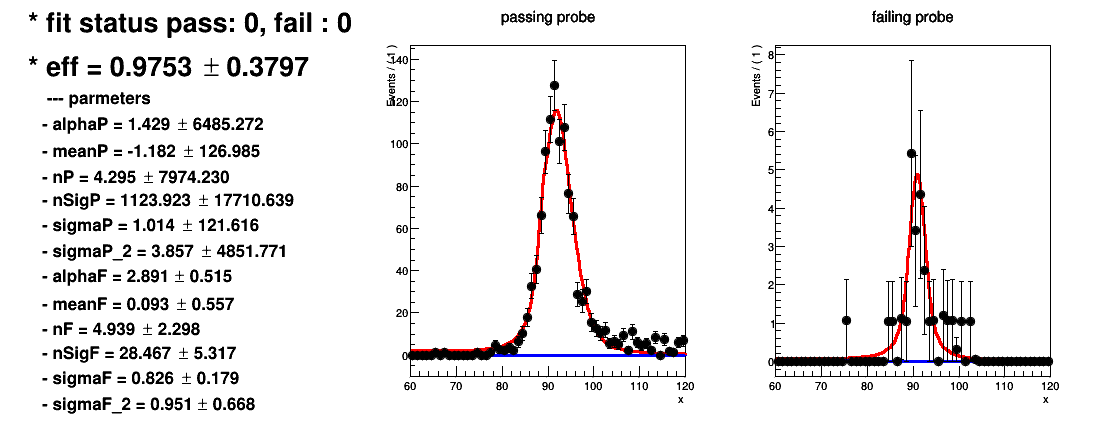 * fit status pass: 0, fail : 0
* eff = 0.9753 ± 0.3797
--- parmeters
- alphaP = 1.429 ± 6485.272
- meanP = -1.182 ± 126.985
- nP = 4.295 ± 7974.230
- nSigP = 1123.923 ± 17710.639
- sigmaP = 1.014 ± 121.616
- sigmaP_2 = 3.857 ± 4851.771
- alphaF = 2.891 ± 0.515
- meanF = 0.093 ± 0.557
- nF = 4.939 ± 2.298
- nSigF = 28.467 ± 5.317
- sigmaF = 0.826 ± 0.179
- sigmaF_2 = 0.951 ± 0.668
passing probe
Events / ( 1 )
140
120
100
80
60
40
20
0
60 70 80 90 100 110 120
x
failing probe
Events / ( 1 )
8
7
6
5
4
3
2
1
0
60 70 80 90 100 110 120
x